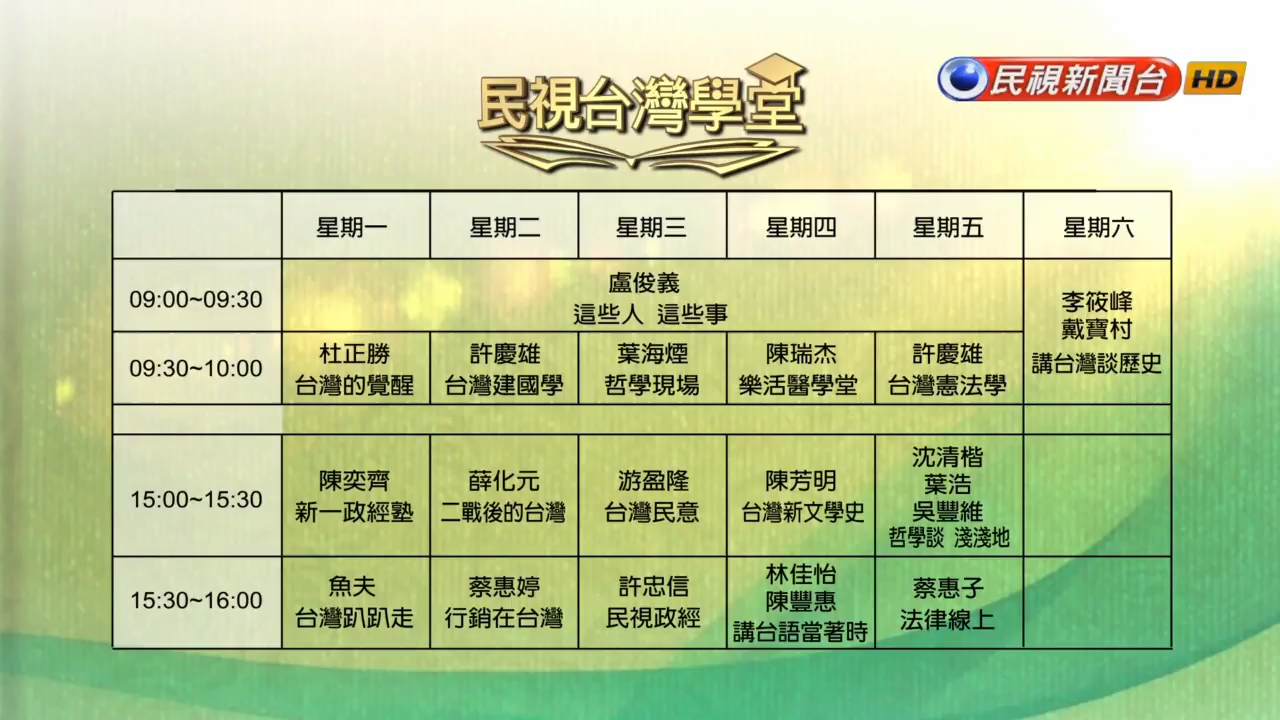 民視台灣學堂
民視新聞台 HD
星期一 星期二 星期三 星期四 星期五 星期六
09:00~09:30
盧俊義
這些人 這些事
李筱峰
戴寶村
講台灣談歷史
09:30~10:00
杜正勝
台灣的覺醒
許慶雄
台灣建國學
葉海煙
哲學現場
陳瑞杰
樂活醫學堂
許慶雄
台灣憲法學
15:00~15:30
陳奕齊
新一政經塾
薛化元
二戰後的台灣
游盈隆
台灣民意
陳芳明
台灣新文學史
沈清楷
葉浩
吳豐維
哲學談 淺淺地
15:30~16:00
魚夫
台灣趴趴走
蔡惠婷
行銷在台灣
許忠信
民視政經
林佳怡
陳豐惠
講台語當著時
蔡惠子
法律線上